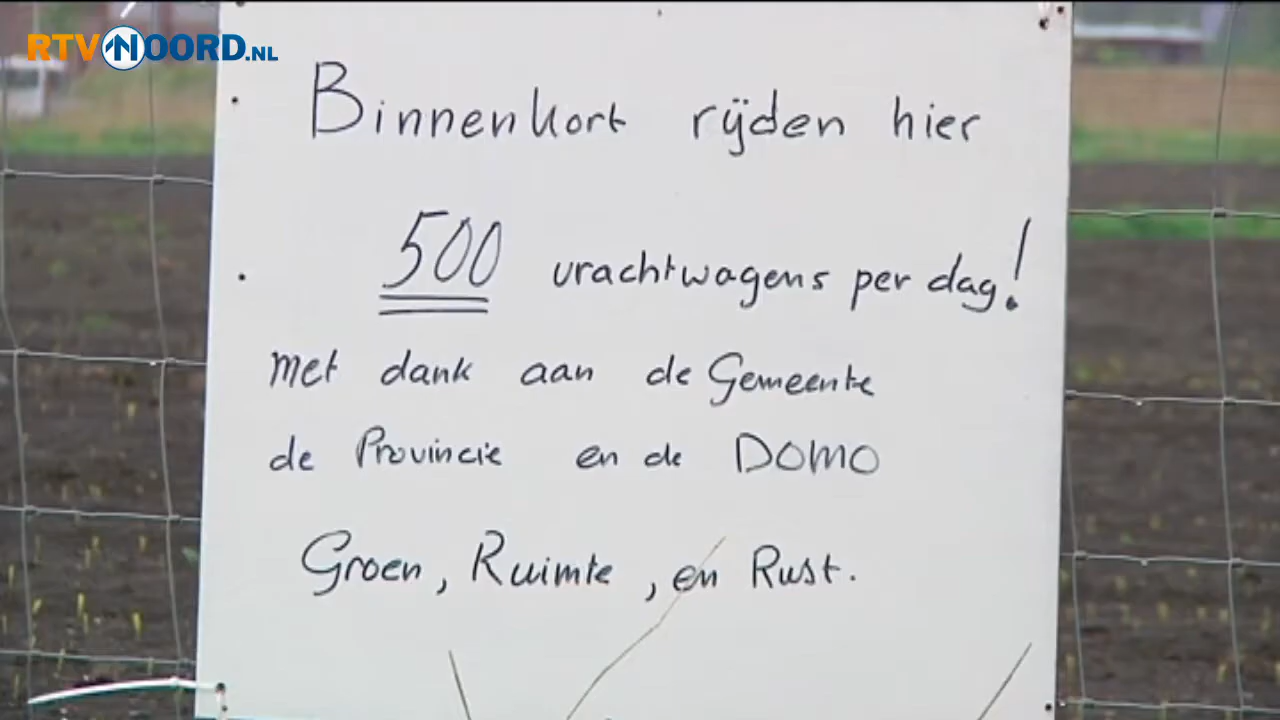 RTVNOORD.NL
Binnenkort rijden hier
500 vrachtwagens per dag!
met dank aan de Gemeente
de Provincie en de DOMO
Groen, Ruimte, en Rust.